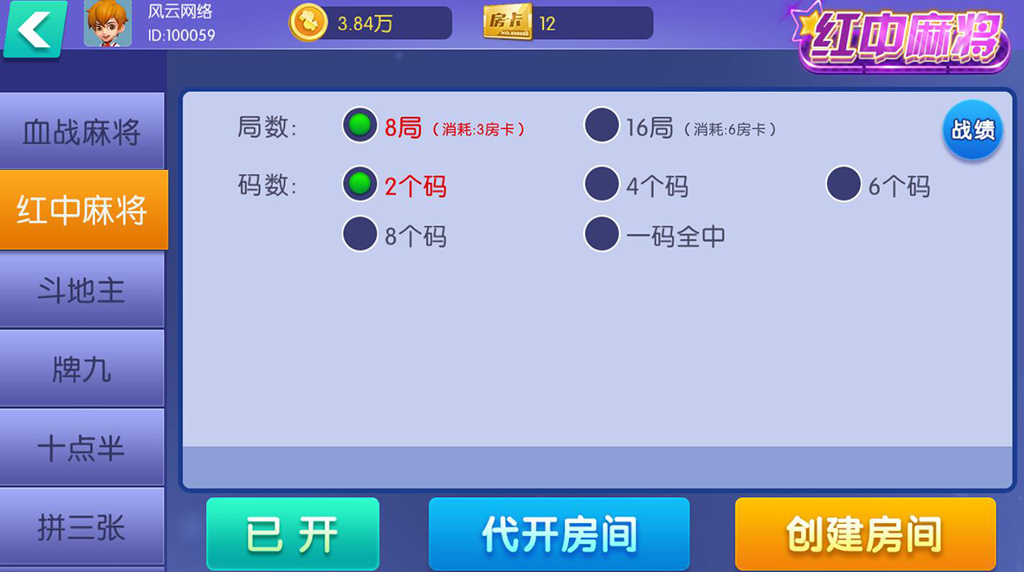 风云网络
ID:100059
3.84万
房卡 12
红中麻将
血战麻将
红中麻将
斗地主
牌九
十点半
拼三张
局数: 8局（消耗:3房卡） 16局（消耗:6房卡）
战绩
码数: 2个码 4个码 6个码
8个码 一码全中
已开 代开房间 创建房间